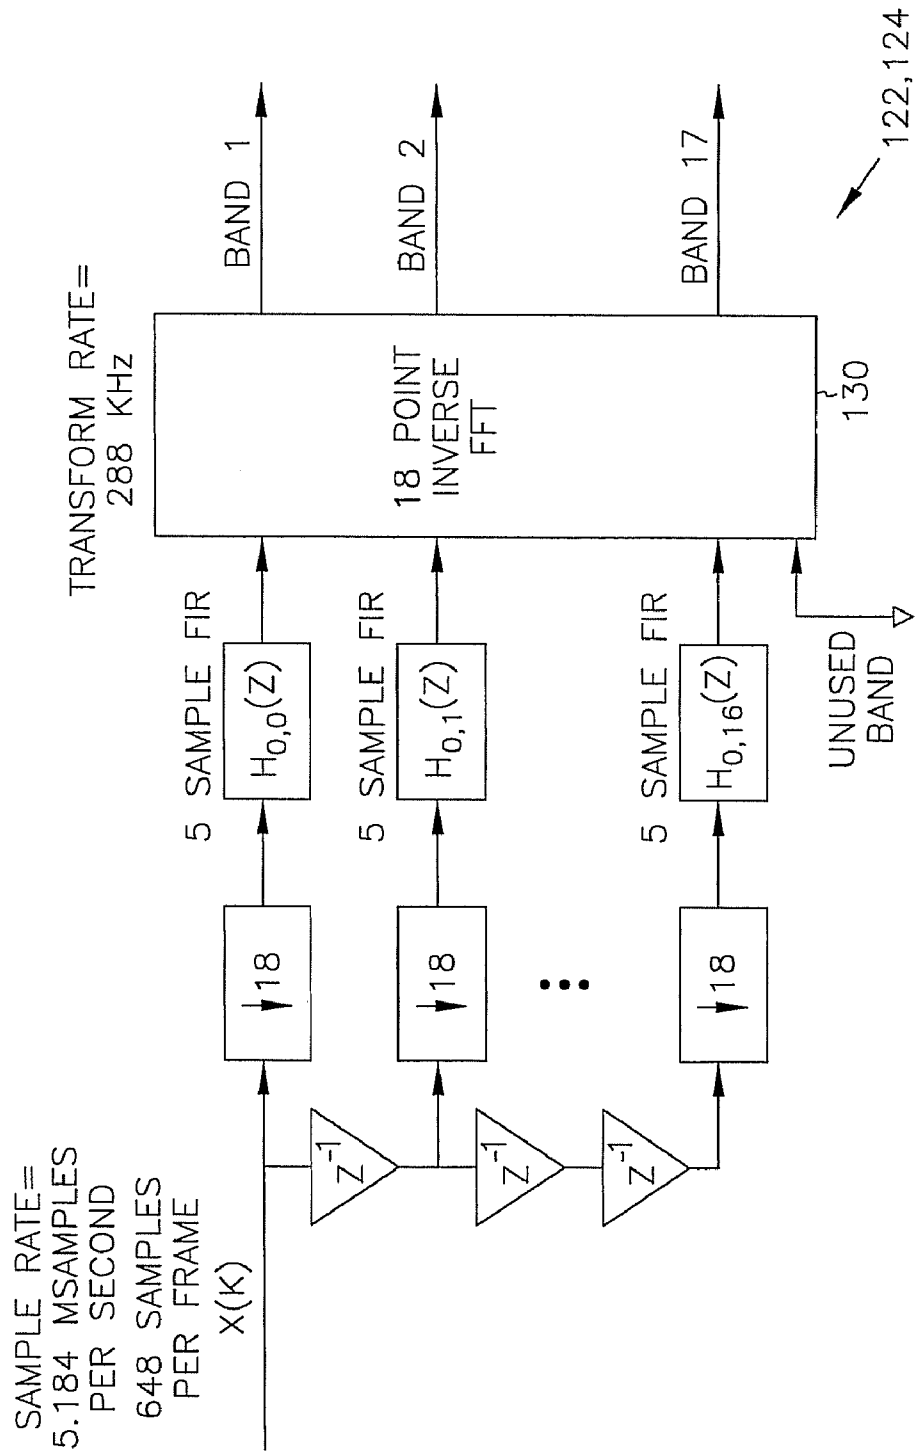 SAMPLE RATE=
5.184 MSAMPLES
PER SECOND
648 SAMPLES
PER FRAME
X(K)
Z-1
Z-1
Z-1
↓18
↓18
↓18
5 SAMPLE FIR
H0,0(Z)
5 SAMPLE FIR
H0,1(Z)
5 SAMPLE FIR
H0,16(Z)
UNUSED
BAND
TRANSFORM RATE=
288 KHz
18 POINT
INVERSE
FFT
130
BAND 1
BAND 2
BAND 17
122,124